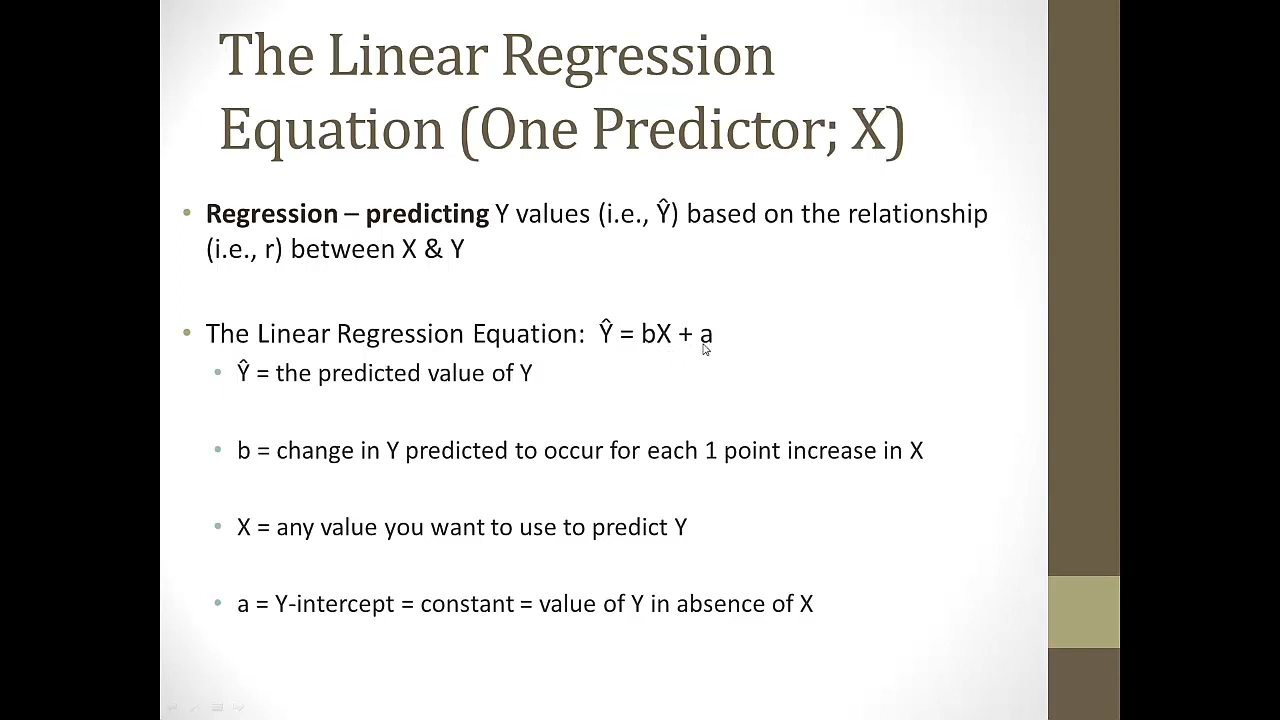 The Linear Regression
Equation (One Predictor; X)
• Regression – predicting Y values (i.e., Ŷ) based on the relationship
(i.e., r) between X & Y
• The Linear Regression Equation: Ŷ = bX + a
• Ŷ = the predicted value of Y
• b = change in Y predicted to occur for each 1 point increase in X
• X = any value you want to use to predict Y
• a = Y-intercept = constant = value of Y in absence of X